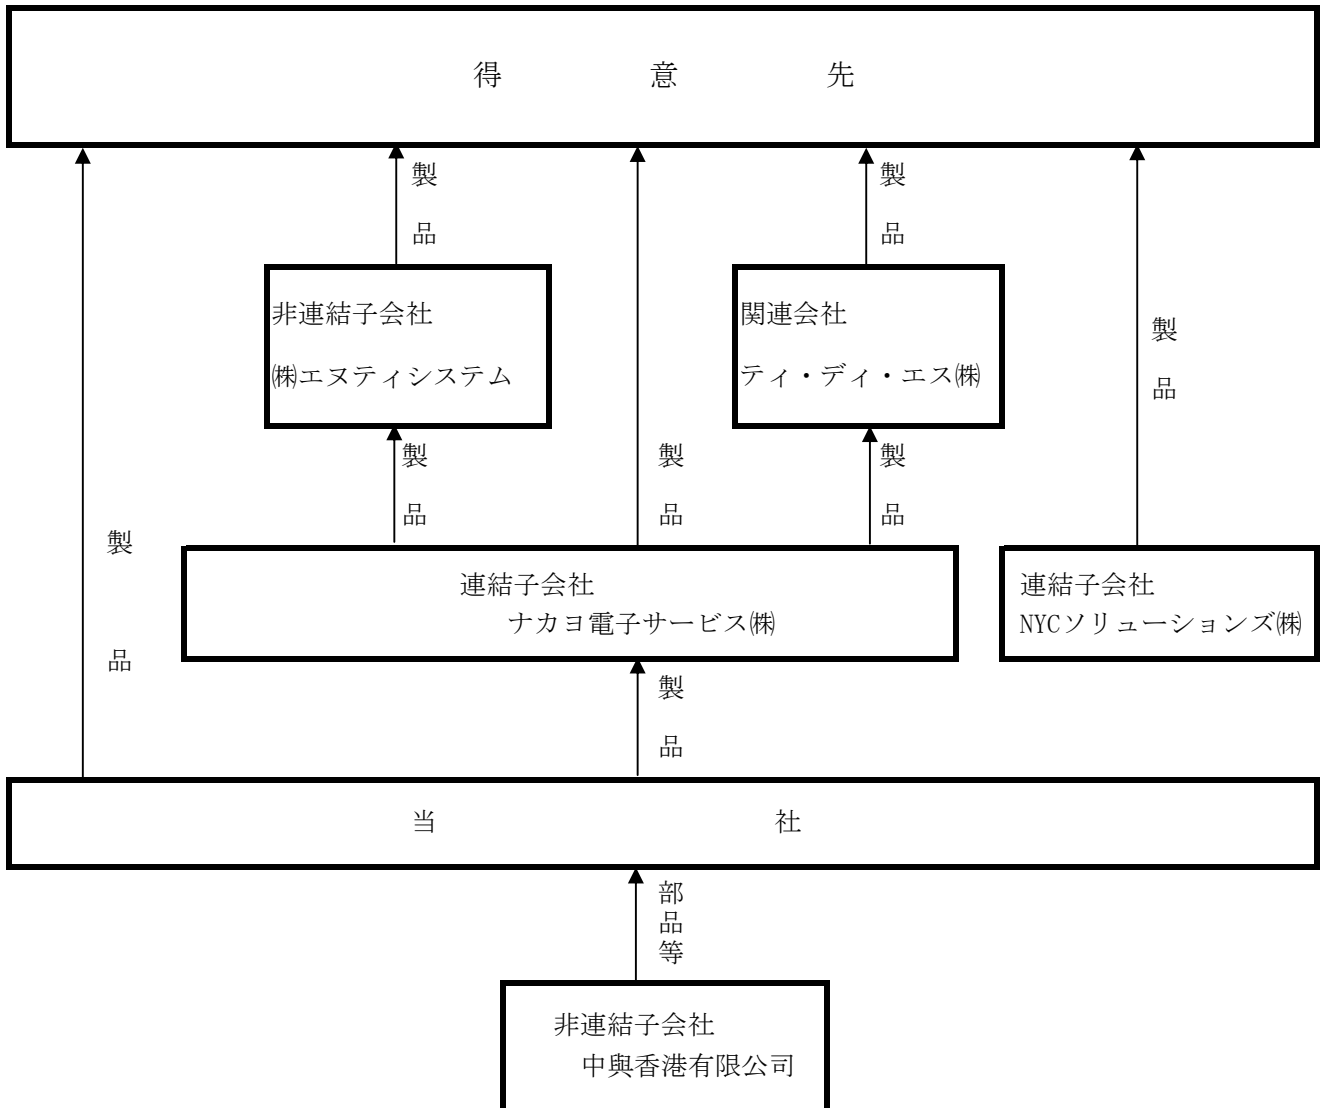 得意先
製品
製品
非連結子会社
㈱エヌティシステム
関連会社
ティ・ディ・エス㈱
製品
製品
製品
製品
製品
連結子会社
ナカヨ電子サービス㈱
連結子会社
NYCソリューションズ㈱
製品
当社
部品等
非連結子会社
中與香港有限公司